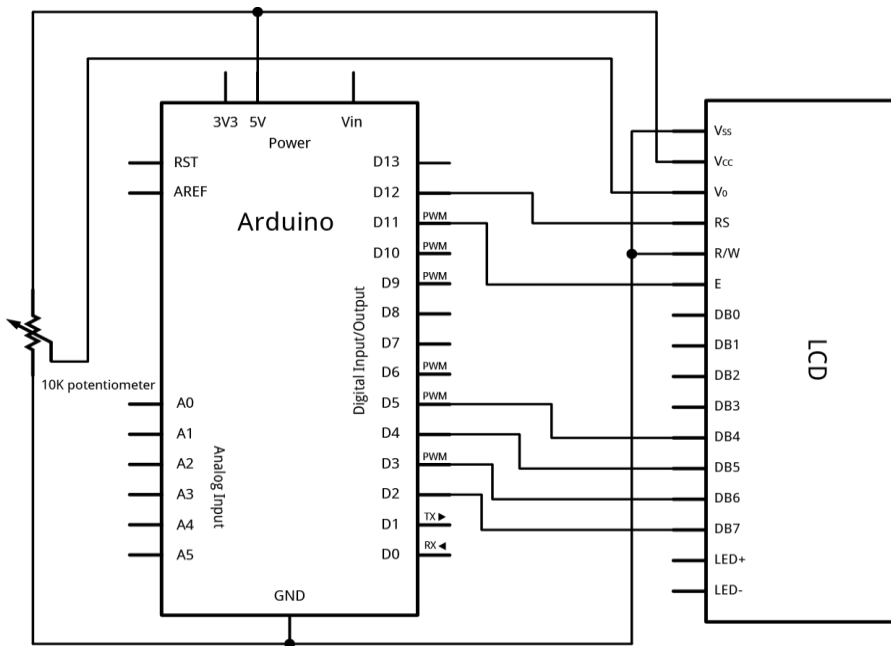 3V3 5V Vin
Power
RST
AREF
Arduino
D13
D12
D11 PWM
D10 PWM
D9 PWM
D8
D7
D6 PWM
D5 PWM
D4
D3 PWM
D2
D1 TX ▶
D0 RX ◀
Digital Input/Output
10K potentiometer
A0
A1
A2
A3
A4
A5
Analog Input
GND
Vss
Vcc
Vo
RS
R/W
E
DB0
DB1
DB2
DB3
DB4
DB5
DB6
DB7
LED+
LED-
LCD